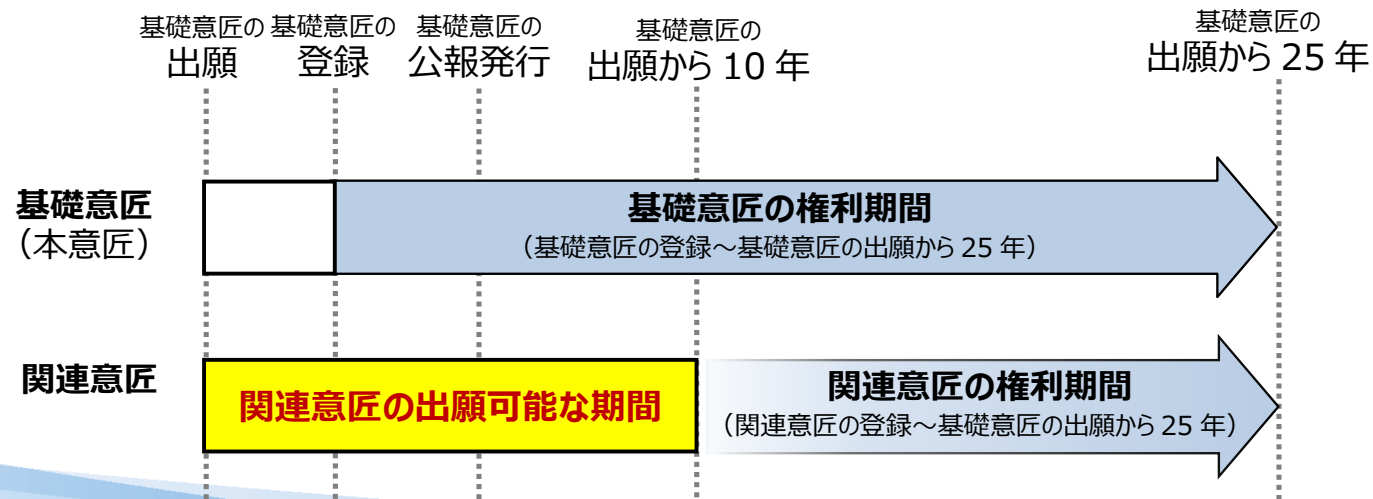 基礎意匠の
出願
基礎意匠の
登録
基礎意匠の
公報発行
基礎意匠の
出願から 10 年
基礎意匠の
出願から 25 年
基礎意匠
（本意匠）
基礎意匠の権利期間
（基礎意匠の登録～基礎意匠の出願から 25 年）
関連意匠
関連意匠の出願可能な期間
関連意匠の権利期間
（関連意匠の登録～基礎意匠の出願から 25 年）